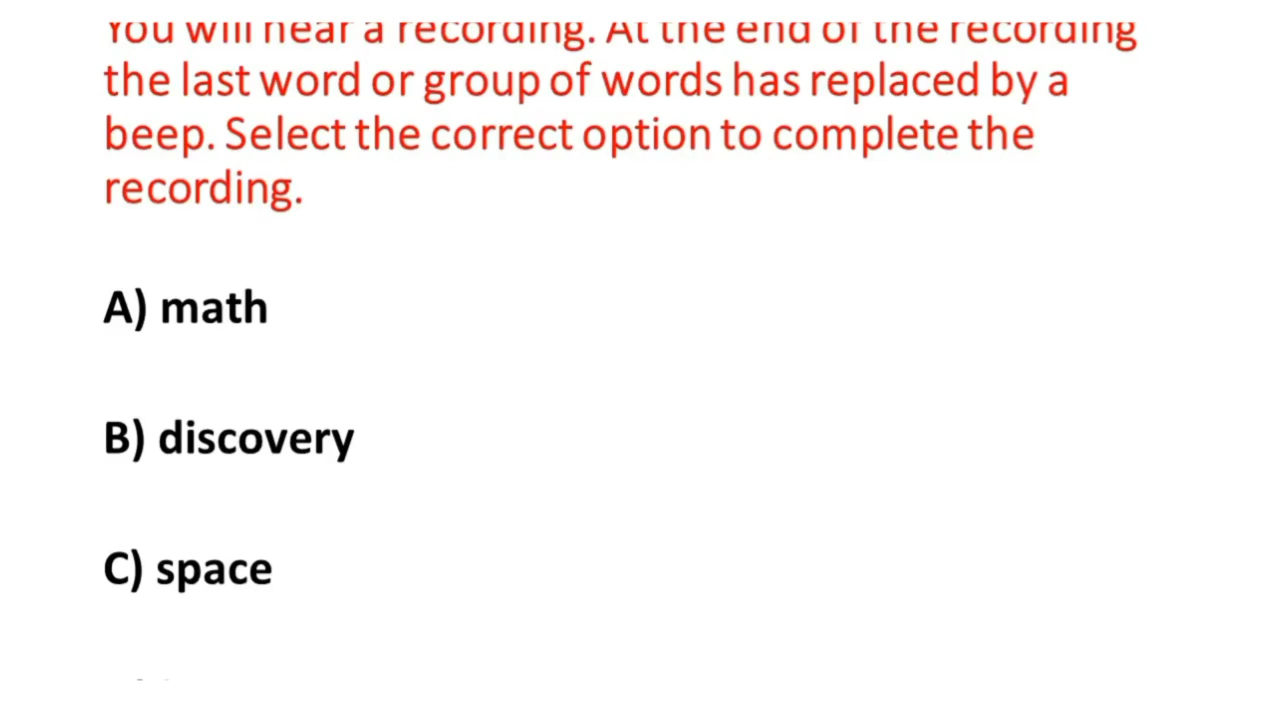 You will hear a recording. At the end of the recording
the last word or group of words has replaced by a
beep. Select the correct option to complete the
recording.
A) math
B) discovery
C) space